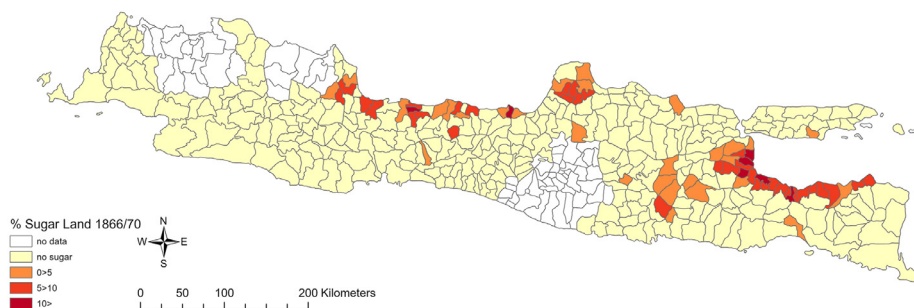 % Sugar Land 1866/70
no data
no sugar
0>5
5>10
10>
N
W E
S
0 50 100 200 Kilometers